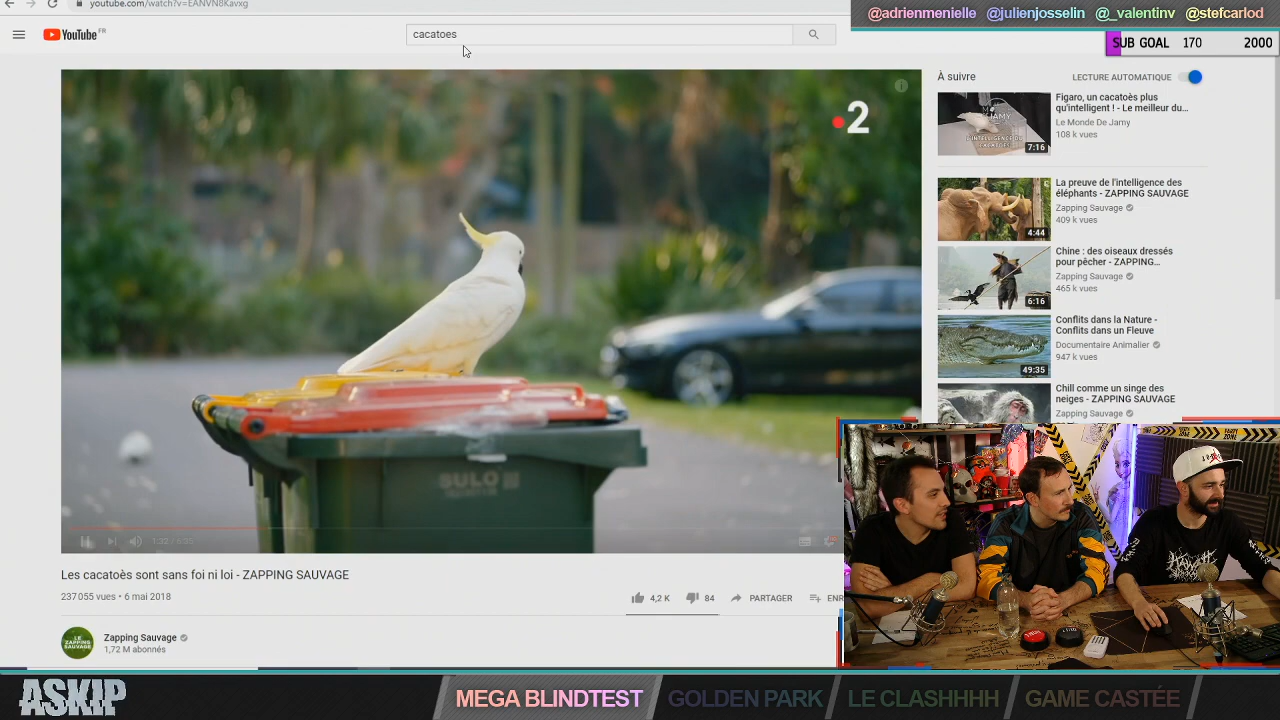 youtube.com/watch?v=EANVN8Kavxg
@adrienmenielle @julienjosselin @_valentinv @stefcarlod
YouTube FR
cacatoes
SUB GOAL 170 2000
2
À suivre
LECTURE AUTOMATIQUE
Figaro, un cacatoès plus
qu'intelligent ! - Le meilleur du...
Le Monde De Jamy
108 k vues
JAMY
7:16
La preuve de l'intelligence des
éléphants - ZAPPING SAUVAGE
Zapping Sauvage
409 k vues
4:44
Chine : des oiseaux dressés
pour pêcher - ZAPPING...
Zapping Sauvage
465 k vues
6:16
Conflits dans la Nature -
Conflits dans un Fleuve
Documentaire Animalier
947 k vues
49:35
Chill comme un singe des
neiges - ZAPPING SAUVAGE
Zapping Sauvage
SULO
Les cacatoès sont sans foi ni loi - ZAPPING SAUVAGE
237 055 vues • 6 mai 2018
4,2 K 84 PARTAGER ENR
LE ZAPPING SAUVAGE
Zapping Sauvage
1,72 M abonnés
ASKIP
MEGA BLINDTEST GOLDEN PARK LE CLASHHHH GAME CASTÉE